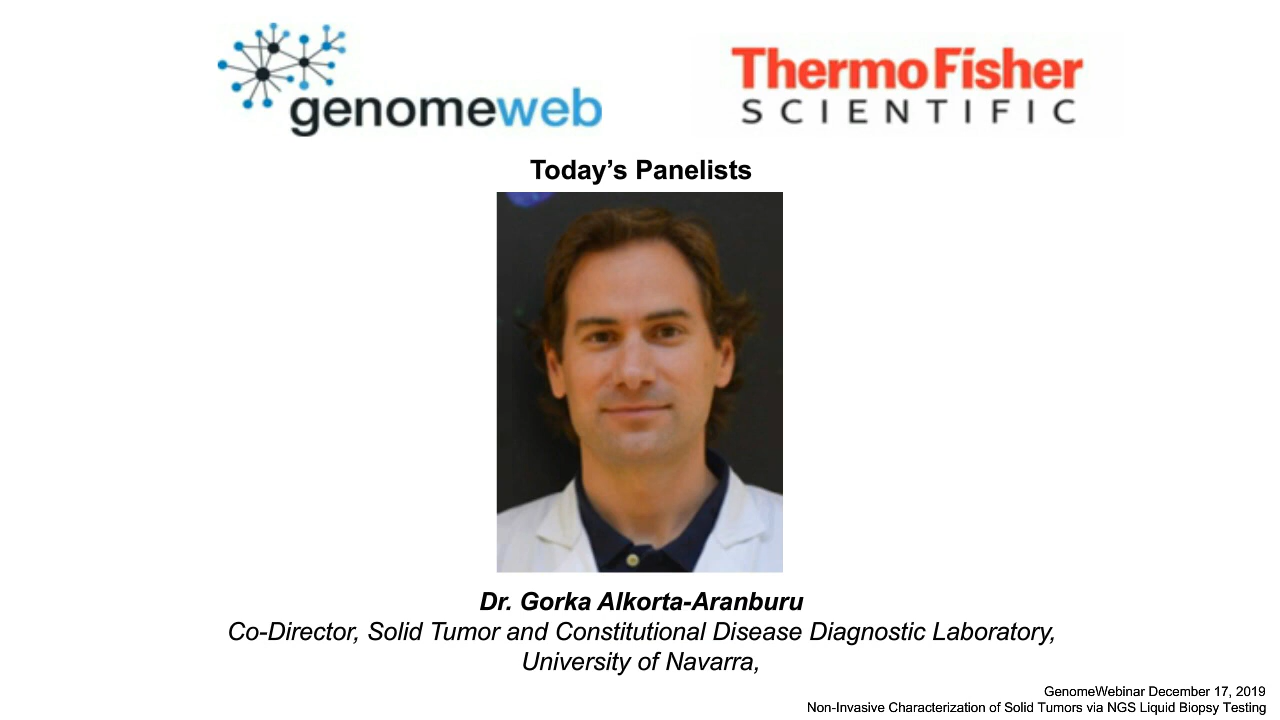 genomeweb
ThermoFisher
SCIENTIFIC
Today’s Panelists
Dr. Gorka Alkorta-Aranburu
Co-Director, Solid Tumor and Constitutional Disease Diagnostic Laboratory,
University of Navarra,
GenomeWebinar December 17, 2019
Non-Invasive Characterization of Solid Tumors via NGS Liquid Biopsy Testing